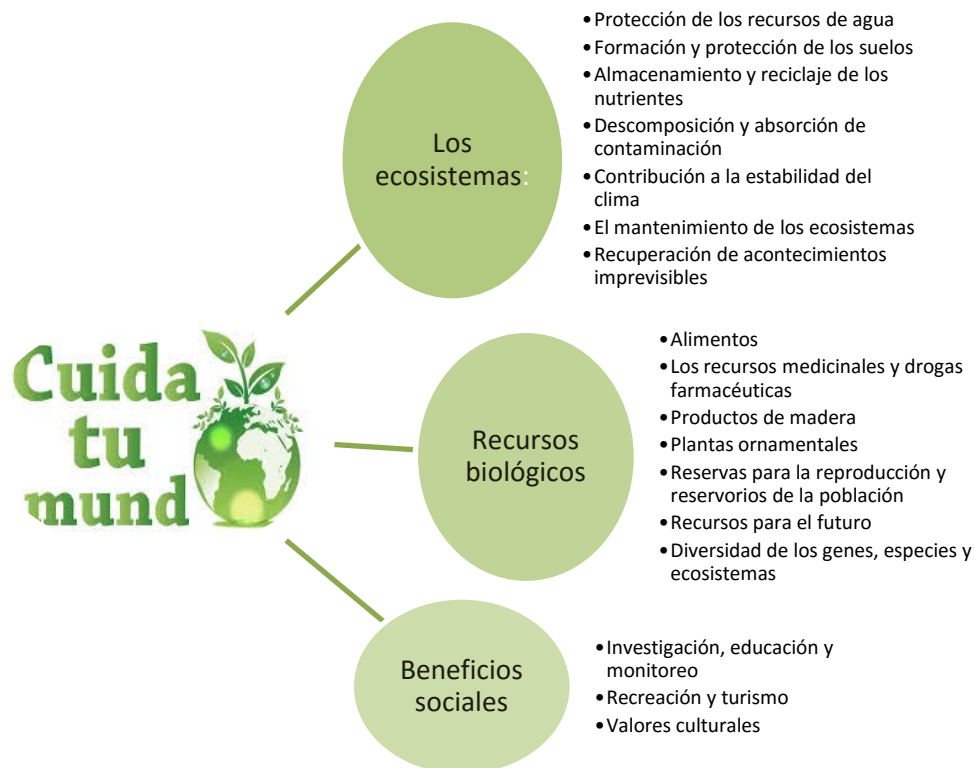 Cuida
tu
mund
Los
ecosistemas:
•Protección de los recursos de agua
•Formación y protección de los suelos
•Almacenamiento y reciclaje de los
nutrientes
•Descomposición y absorción de
contaminación
•Contribución a la estabilidad del
clima
•El mantenimiento de los ecosistemas
•Recuperación de acontecimientos
imprevisibles
Recursos
biológicos
•Alimentos
•Los recursos medicinales y drogas
farmacéuticas
•Productos de madera
•Plantas ornamentales
•Reservas para la reproducción y
reservorios de la población
•Recursos para el futuro
•Diversidad de los genes, especies y
ecosistemas
Beneficios
sociales
•Investigación, educación y
monitoreo
•Recreación y turismo
•Valores culturales